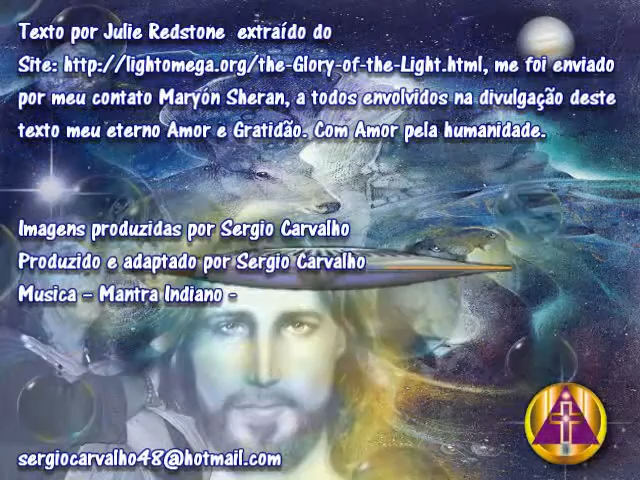 Texto por Julie Redstone extraído do
Site: http://lightomega.org/the-Glory-of-the-Light.html, me foi enviado
por meu contato Maryón Sheran, a todos envolvidos na divulgação deste
texto meu eterno Amor e Gratidão. Com Amor pela humanidade.
Imagens produzidas por Sergio Carvalho
Produzido e adaptado por Sergio Carvalho
Musica – Mantra Indiano -
sergiocarvalho48@hotmail.com